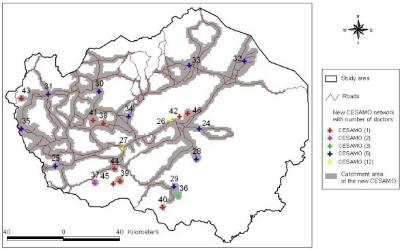 N
W E
S
33
32
30
31
43
34
42
46
41
38
26
24
35
27
28
25
44
37
45
39
29
36
40
40 0 40 Kilometers
Study area
Roads
New CESAMO network
with number of doctors
CESAMO (1)
CESAMO (2)
CESAMO (3)
CESAMO (6)
CESAMO (12)
Catchment area
of the new CESAMO